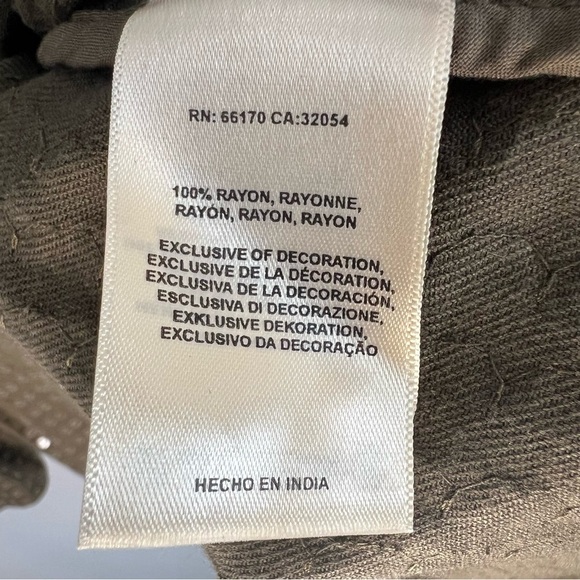 RN: 66170 CA:32054
100% RAYON, RAYONNE,
RAYÓN, RAYON, RAYON
EXCLUSIVE OF DECORATION,
EXCLUSIVE DE LA DÉCORATION,
EXCLUSIVA DE LA DECORACIÓN,
ESCLUSIVA DI DECORAZIONE,
EXKLUSIVE DEKORATION,
EXCLUSIVO DA DECORAÇÃO
HECHO EN INDIA